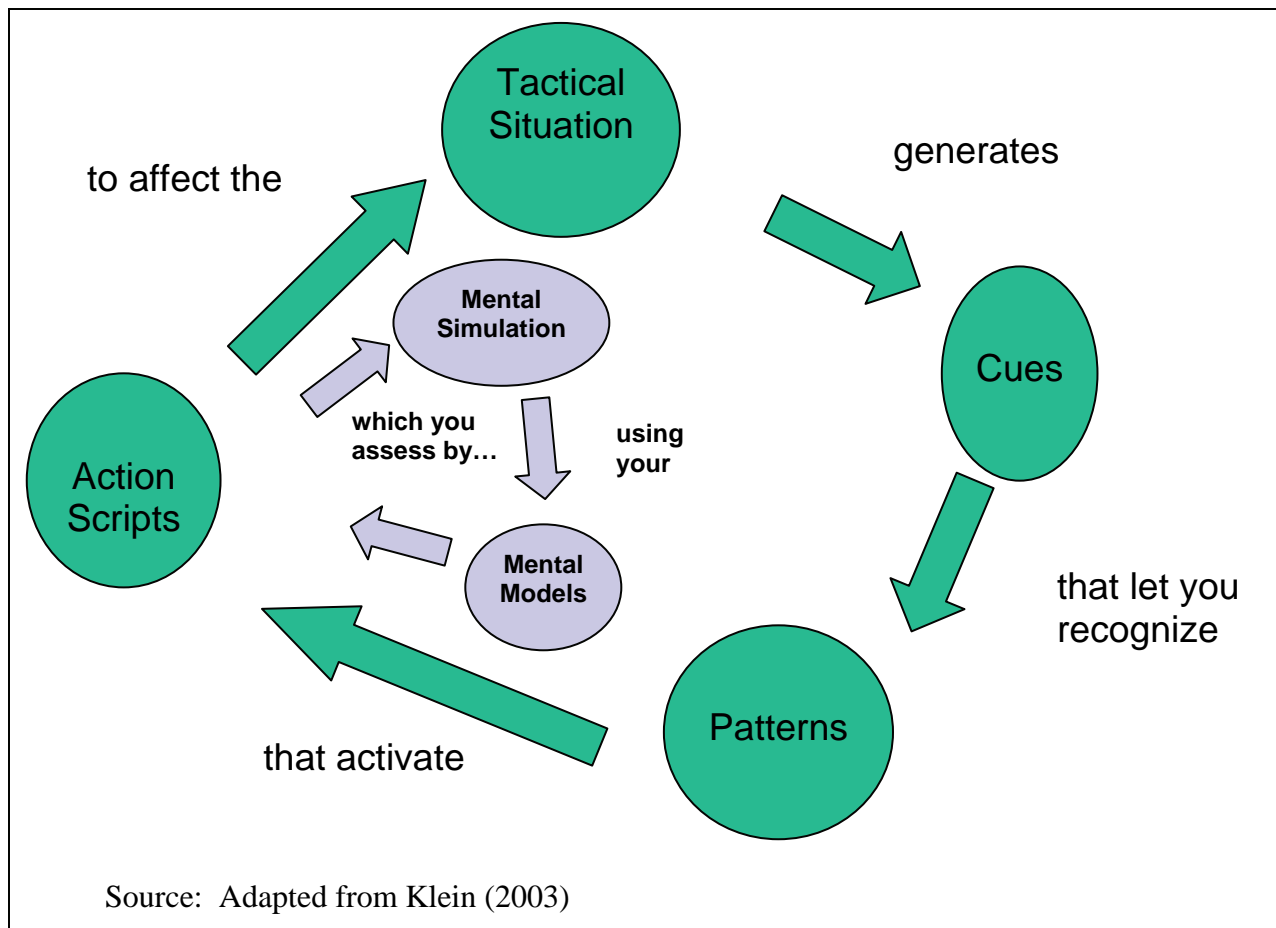 Tactical
Situation
generates
to affect the
Mental
Simulation
Cues
which you
assess by…
using
your
Action
Scripts
Mental
Models
that let you
recognize
Patterns
that activate
Source:  Adapted from Klein (2003)